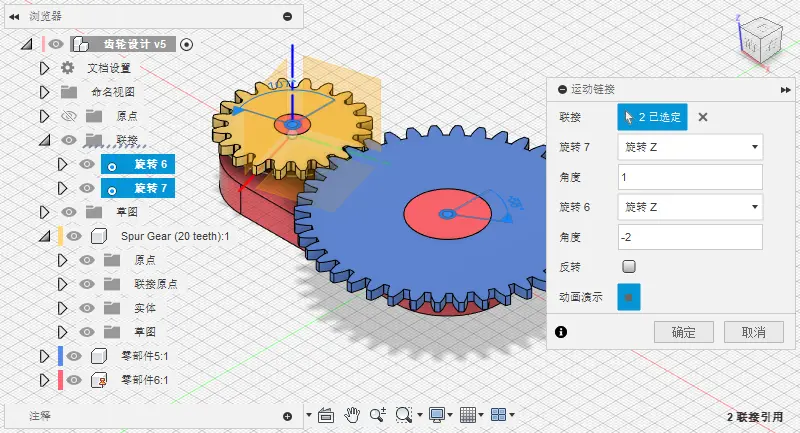 浏览器
齿轮设计 v5
文档设置
命名视图
原点
联接
旋转 6
旋转 7
草图
Spur Gear (20 teeth):1
原点
联接原点
实体
草图
零部件5:1
零部件6:1
注释
运动链接
联接
2 已选定
旋转 7
旋转 Z
角度
1
旋转 6
旋转 Z
角度
-2
反转
动画演示
确定
取消
2 联接引用